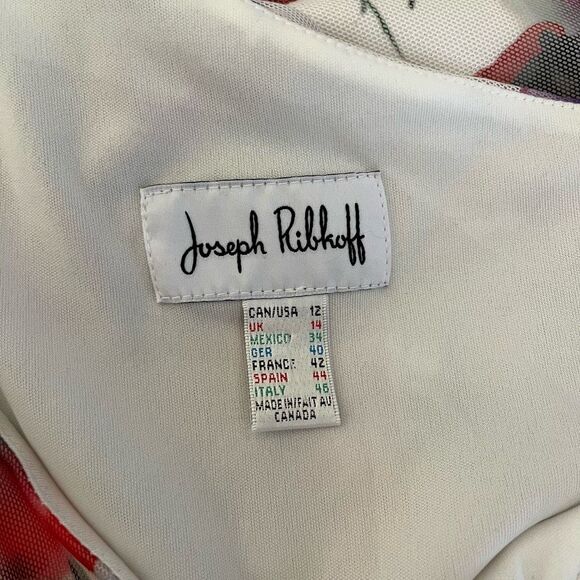 Joseph Ribkoff
CAN/USA 12
UK 14
MEXICO 34
GER 40
FRANCE 42
SPAIN 44
ITALY 46
MADE IN/FAIT AU
CANADA